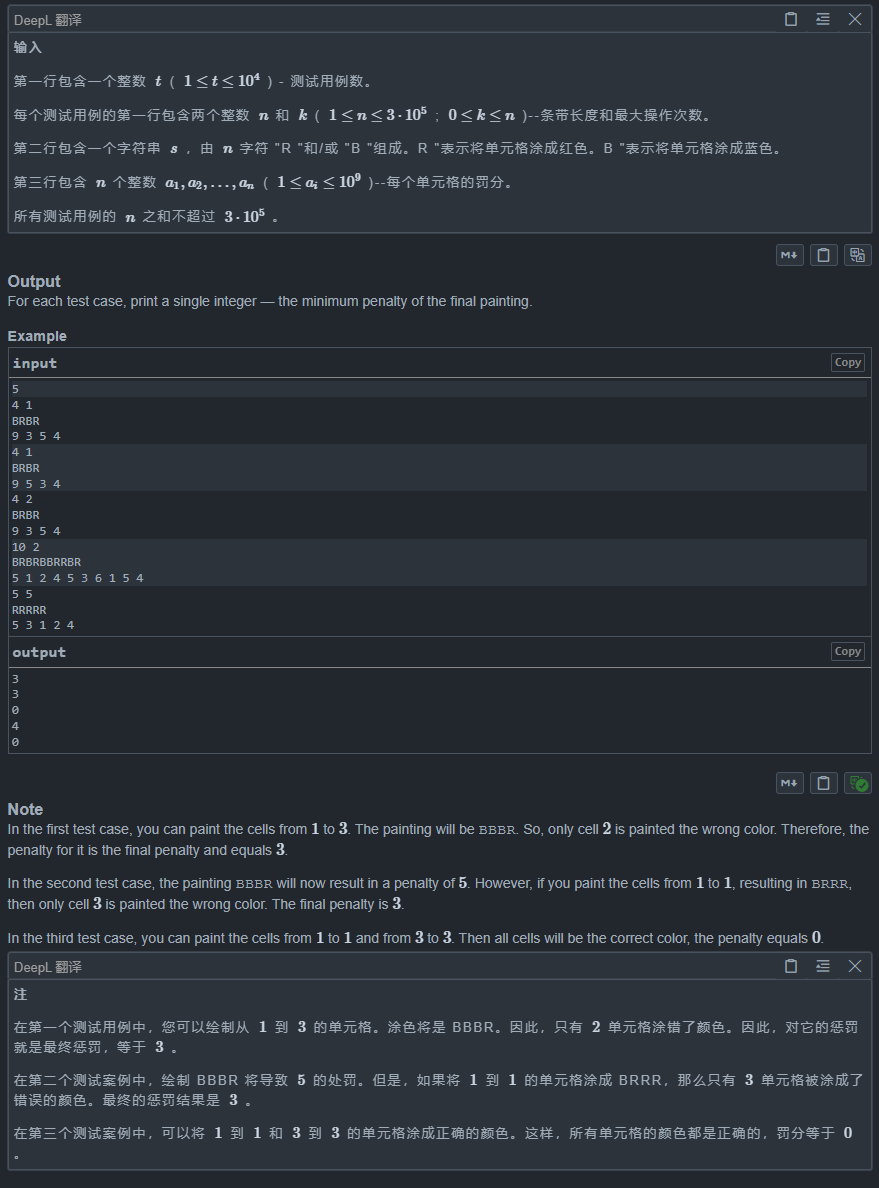 DeepL 翻译
输入
第一行包含一个整数 t ( 1 ≤ t ≤ 10^4 ) - 测试用例数。
每个测试用例的第一行包含两个整数 n 和 k ( 1 ≤ n ≤ 3 · 10^5 ; 0 ≤ k ≤ n )--条带长度和最大操作次数。
第二行包含一个字符串 s ，由 n 字符 "R "和/或 "B "组成。R "表示将单元格涂成红色。B "表示将单元格涂成蓝色。
第三行包含 n 个整数 a_1, a_2, ..., a_n ( 1 ≤ a_i ≤ 10^9 )--每个单元格的罚分。
所有测试用例的 n 之和不超过 3 · 10^5 。
M↓
Output
For each test case, print a single integer — the minimum penalty of the final painting.
Example
input Copy
5
4 1
BRBR
9 3 5 4
4 1
BRBR
9 5 3 4
4 2
BRBR
9 3 5 4
10 2
BRBRBBRRBR
5 1 2 4 5 3 6 1 5 4
5 5
RRRRR
5 3 1 2 4
output Copy
3
3
0
4
0
M↓
Note
In the first test case, you can paint the cells from 1 to 3. The painting will be BBBR. So, only cell 2 is painted the wrong color. Therefore, the
penalty for it is the final penalty and equals 3.
In the second test case, the painting BBBR will now result in a penalty of 5. However, if you paint the cells from 1 to 1, resulting in BRRR,
then only cell 3 is painted the wrong color. The final penalty is 3.
In the third test case, you can paint the cells from 1 to 1 and from 3 to 3. Then all cells will be the correct color, the penalty equals 0.
DeepL 翻译
注
在第一个测试用例中，您可以绘制从 1 到 3 的单元格。涂色将是 BBBR。因此，只有 2 单元格涂错了颜色。因此，对它的惩罚
就是最终惩罚，等于 3 。
在第二个测试案例中，绘制 BBBR 将导致 5 的处罚。但是，如果将 1 到 1 的单元格涂成 BRRR，那么只有 3 单元格被涂成了
错误的颜色。最终的惩罚结果是 3 。
在第三个测试案例中，可以将 1 到 1 和 3 到 3 的单元格涂成正确的颜色。这样，所有单元格的颜色都是正确的，罚分等于 0
。